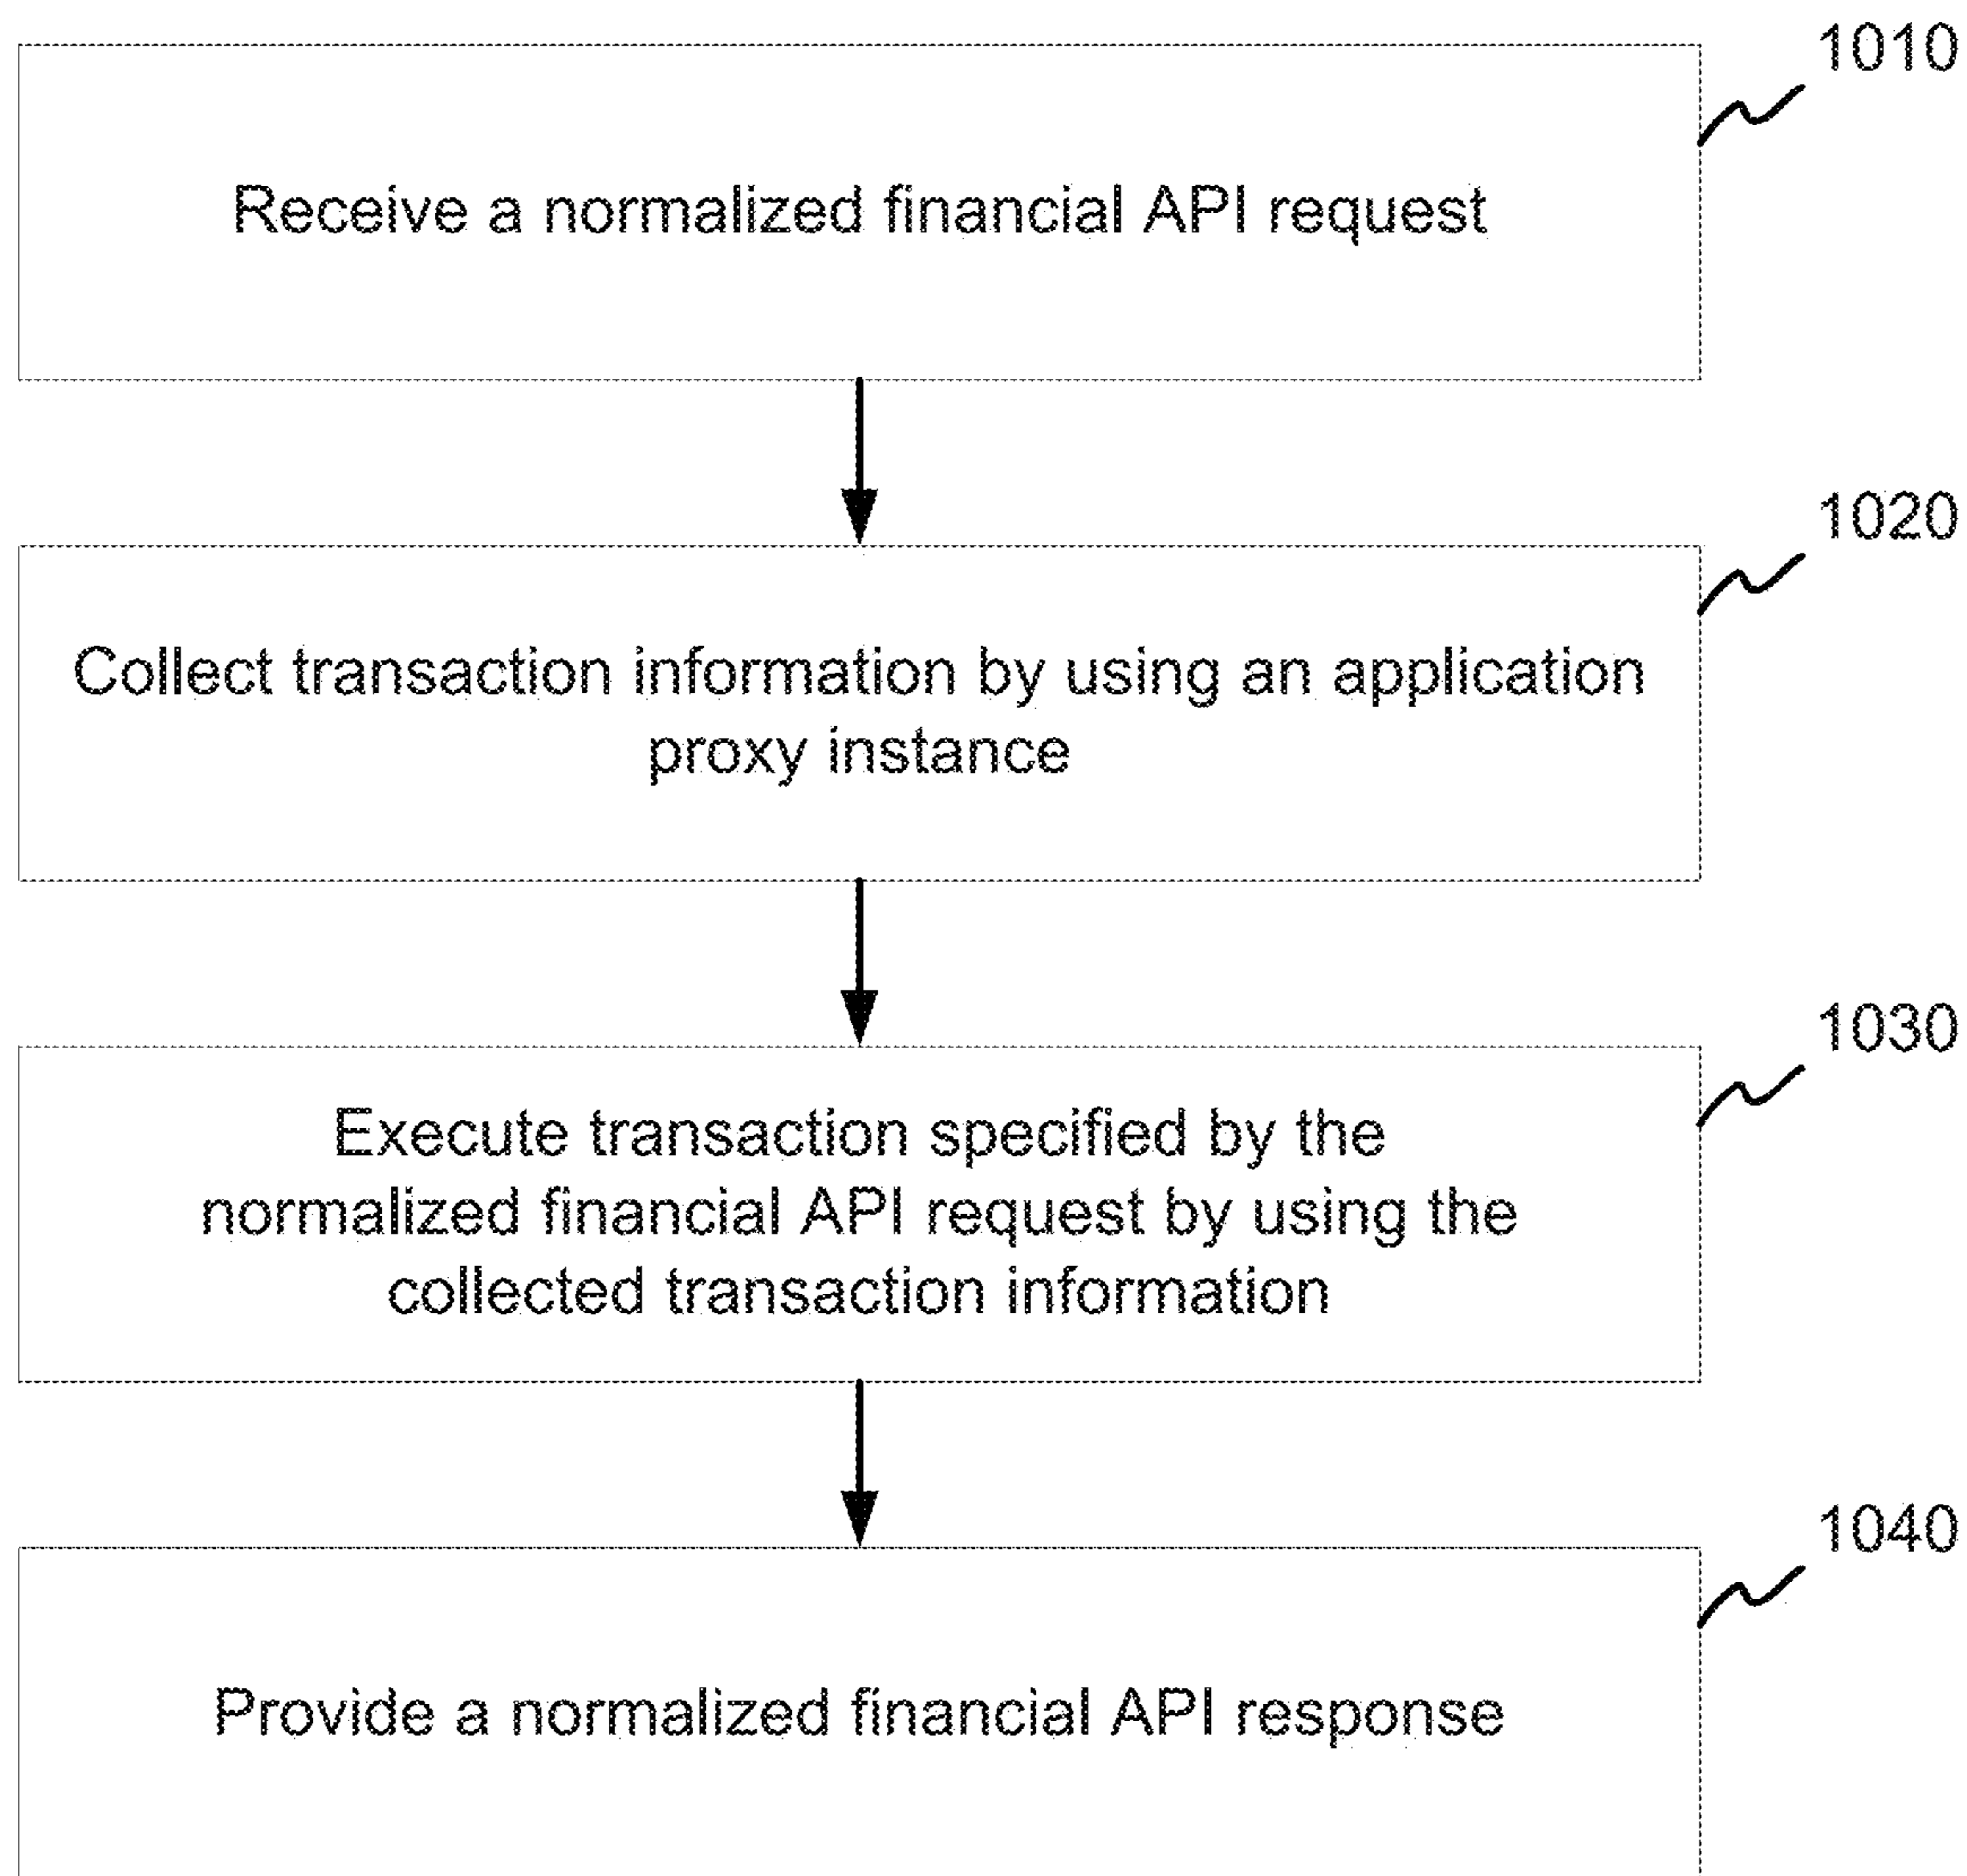 1010
Receive a normalized financial API request
1020
Collect transaction information by using an application
proxy instance
1030
Execute transaction specified by the
normalized financial API request by using the
collected transaction information
1040
Provide a normalized financial API response